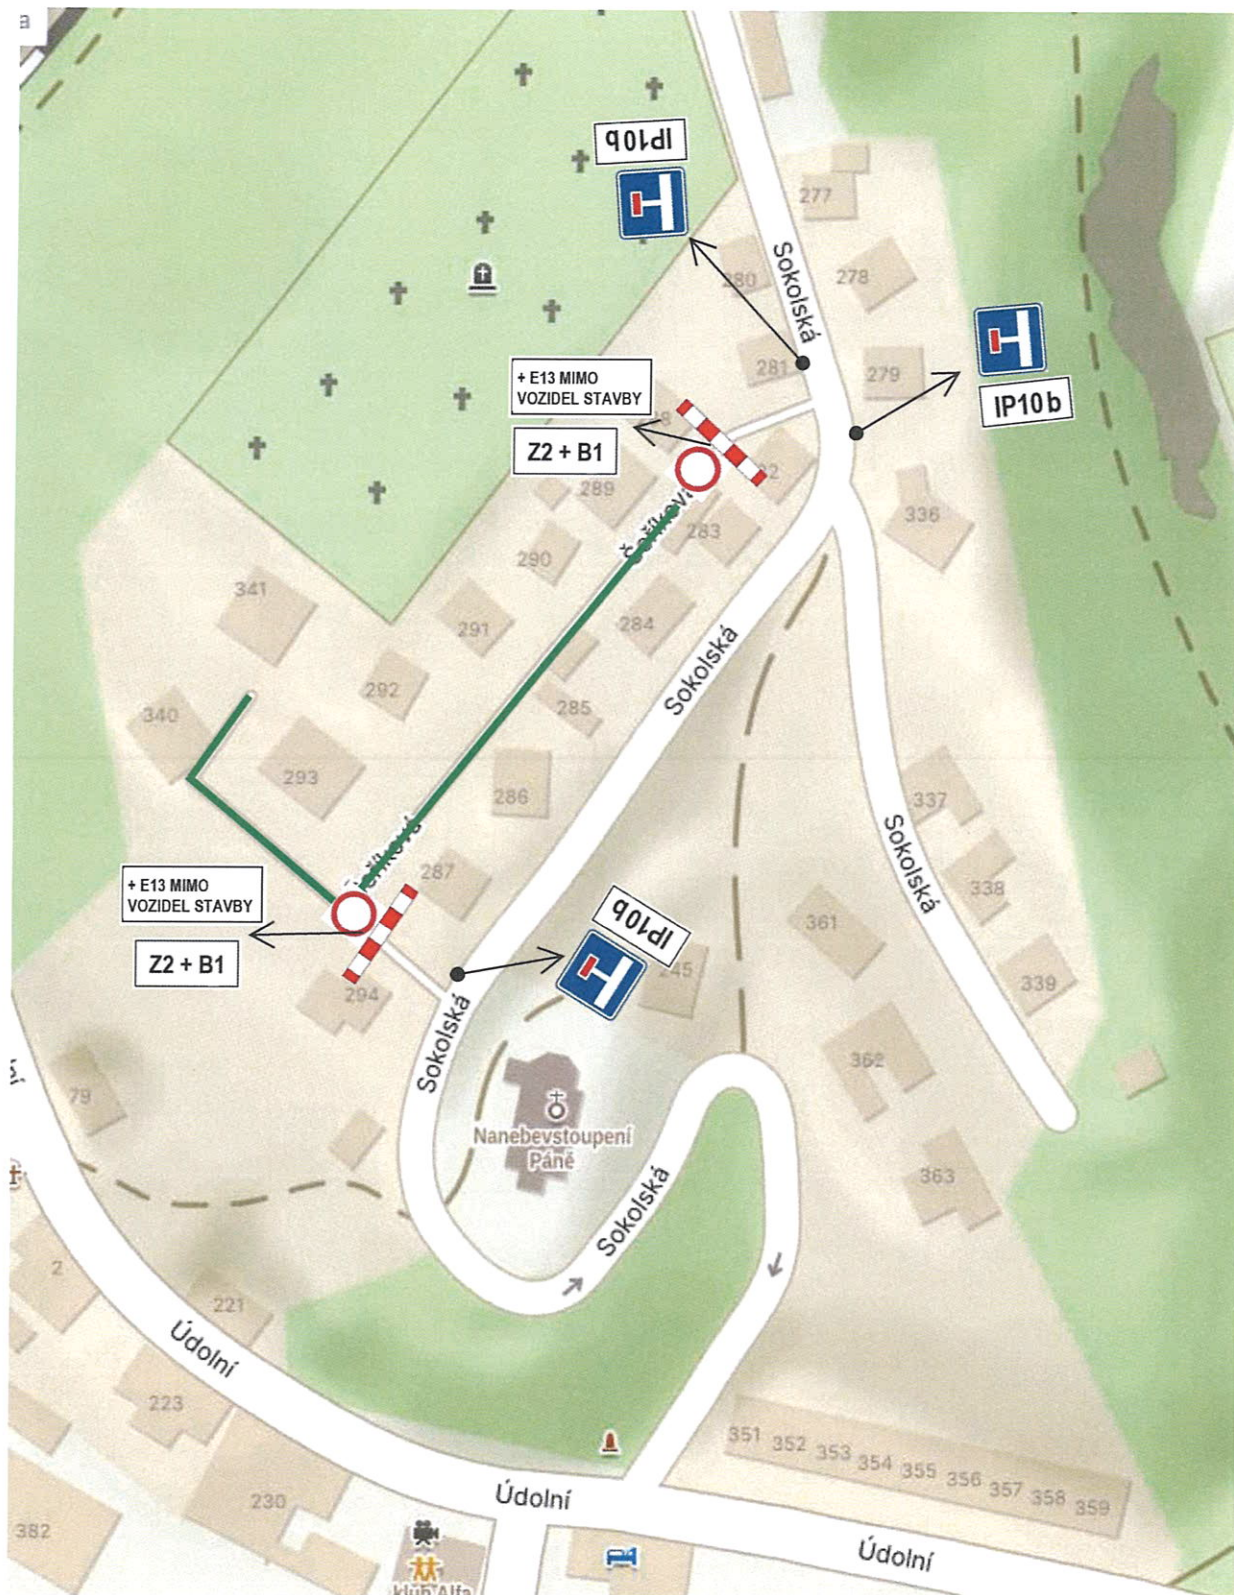 a
IP10b
277
Sokolská
280
278
281
279
IP10b
+ E13 MIMO
VOZIDEL STAVBY
Z2 + B1
289
283
336
290
341
291
284
Sokolská
292
340
285
293
286
337
Sokolská
287
338
361
+ E13 MIMO
VOZIDEL STAVBY
Z2 + B1
IP10b
245
294
339
Sokolská
362
79
Nanebevstoupení
Páně
363
Sokolská
2
221
Údolní
223
351 352 353 354 355 356 357 358 359
230
Údolní
382
Údolní
klub Alfa